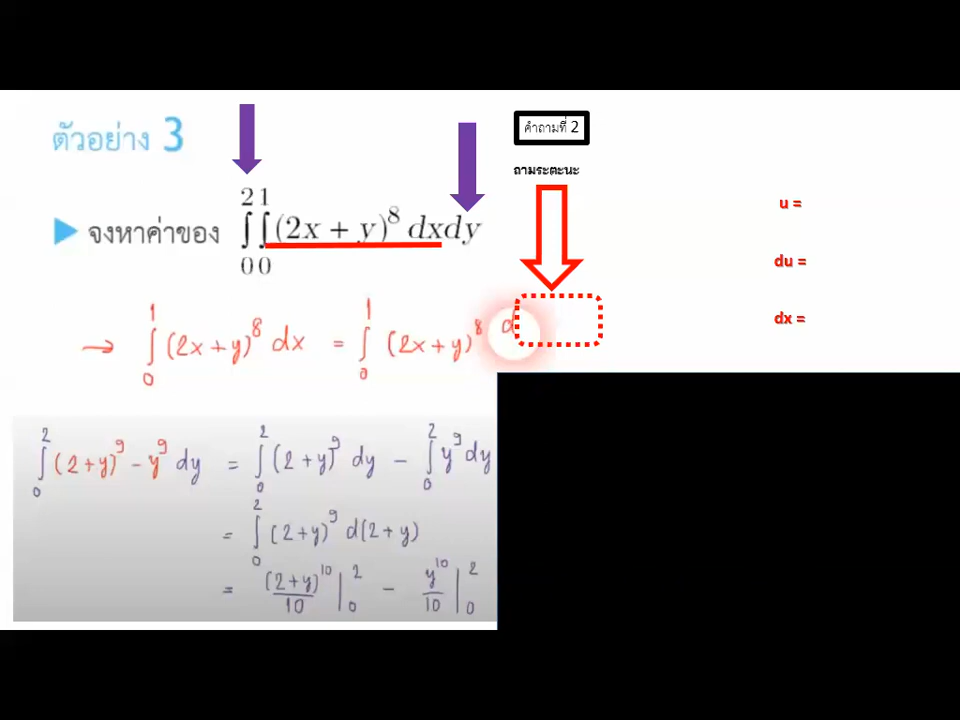 ตัวอย่าง 3
คำถามที่ 2
ถามระตะนะ
จงหาค่าของ ∫₀²∫₀¹(2x + y)⁸ dxdy
u =
du =
dx =
→ ∫₀¹ (2x+y)⁸ dx = ∫₀¹ (2x+y)⁸ d
∫₀² (2+y)⁹ - y⁹ dy = ∫₀² (2+y)⁹ dy - ∫₀² y⁹ dy
= ∫₀² (2+y)⁹ d(2+y)
= (2+y)¹⁰/10 |₀² - y¹⁰/10 |₀²